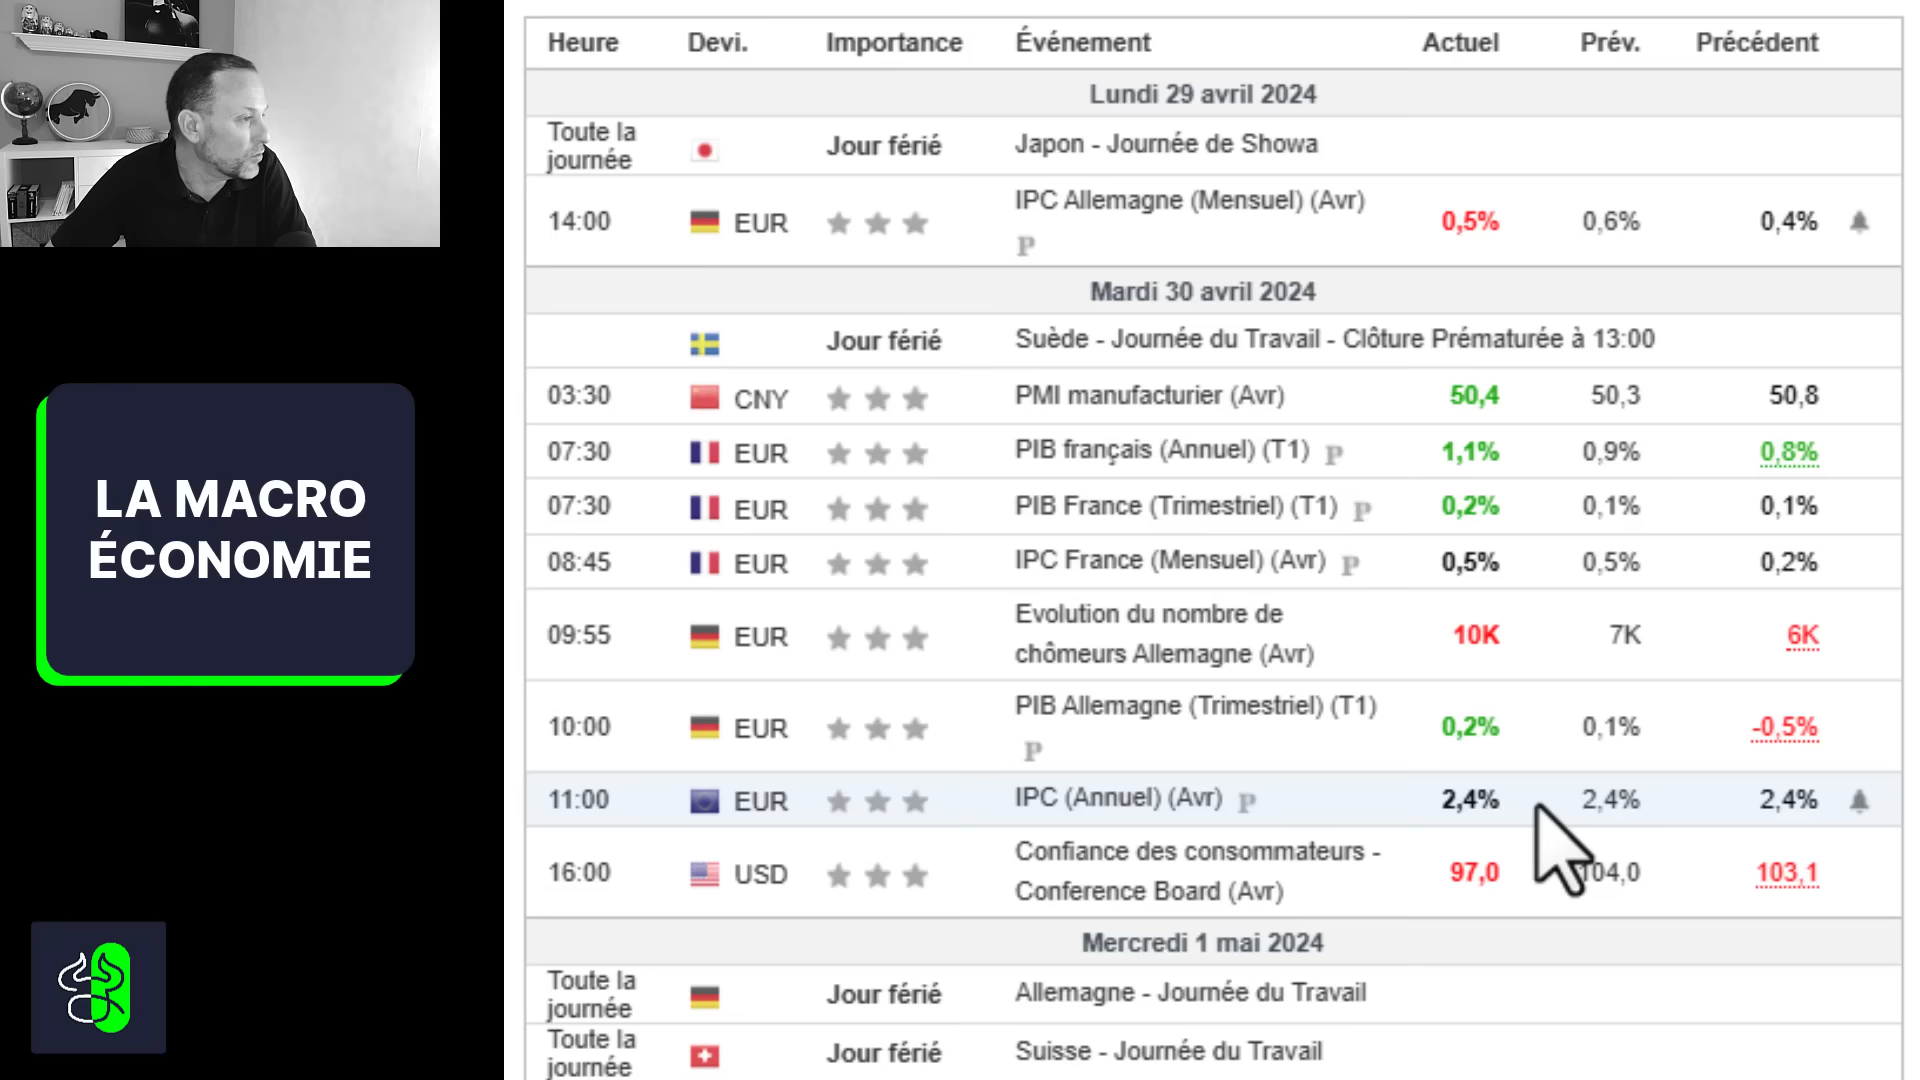 LA MACRO
ÉCONOMIE
Heure Devi. Importance Événement Actuel Prév. Précédent
Lundi 29 avril 2024
Toute la
journée Jour férié Japon - Journée de Showa
14:00 EUR IPC Allemagne (Mensuel) (Avr) P 0,5% 0,6% 0,4%
Mardi 30 avril 2024
Jour férié Suède - Journée du Travail - Clôture Prématurée à 13:00
03:30 CNY PMI manufacturier (Avr) 50,4 50,3 50,8
07:30 EUR PIB français (Annuel) (T1) P 1,1% 0,9% 0,8%
07:30 EUR PIB France (Trimestriel) (T1) P 0,2% 0,1% 0,1%
08:45 EUR IPC France (Mensuel) (Avr) P 0,5% 0,5% 0,2%
09:55 EUR Evolution du nombre de
chômeurs Allemagne (Avr) 10K 7K 6K
10:00 EUR PIB Allemagne (Trimestriel) (T1) P 0,2% 0,1% -0,5%
11:00 EUR IPC (Annuel) (Avr) P 2,4% 2,4% 2,4%
16:00 USD Confiance des consommateurs -
Conference Board (Avr) 97,0 104,0 103,1
Mercredi 1 mai 2024
Toute la
journée Jour férié Allemagne - Journée du Travail
Toute la
journée Jour férié Suisse - Journée du Travail